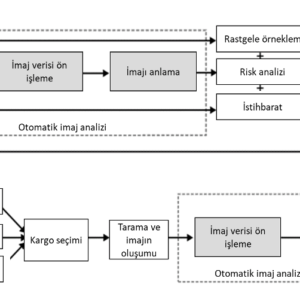 Rastgele örnekleme
+
İmaj verisi ön
işleme
İmajı anlama
Risk analizi
+
İstihbarat
Otomatik imaj analizi
Kargo seçimi
Tarama ve
imajın
oluşumu
İmaj verisi ön
işleme
Otomatik imaj analiz